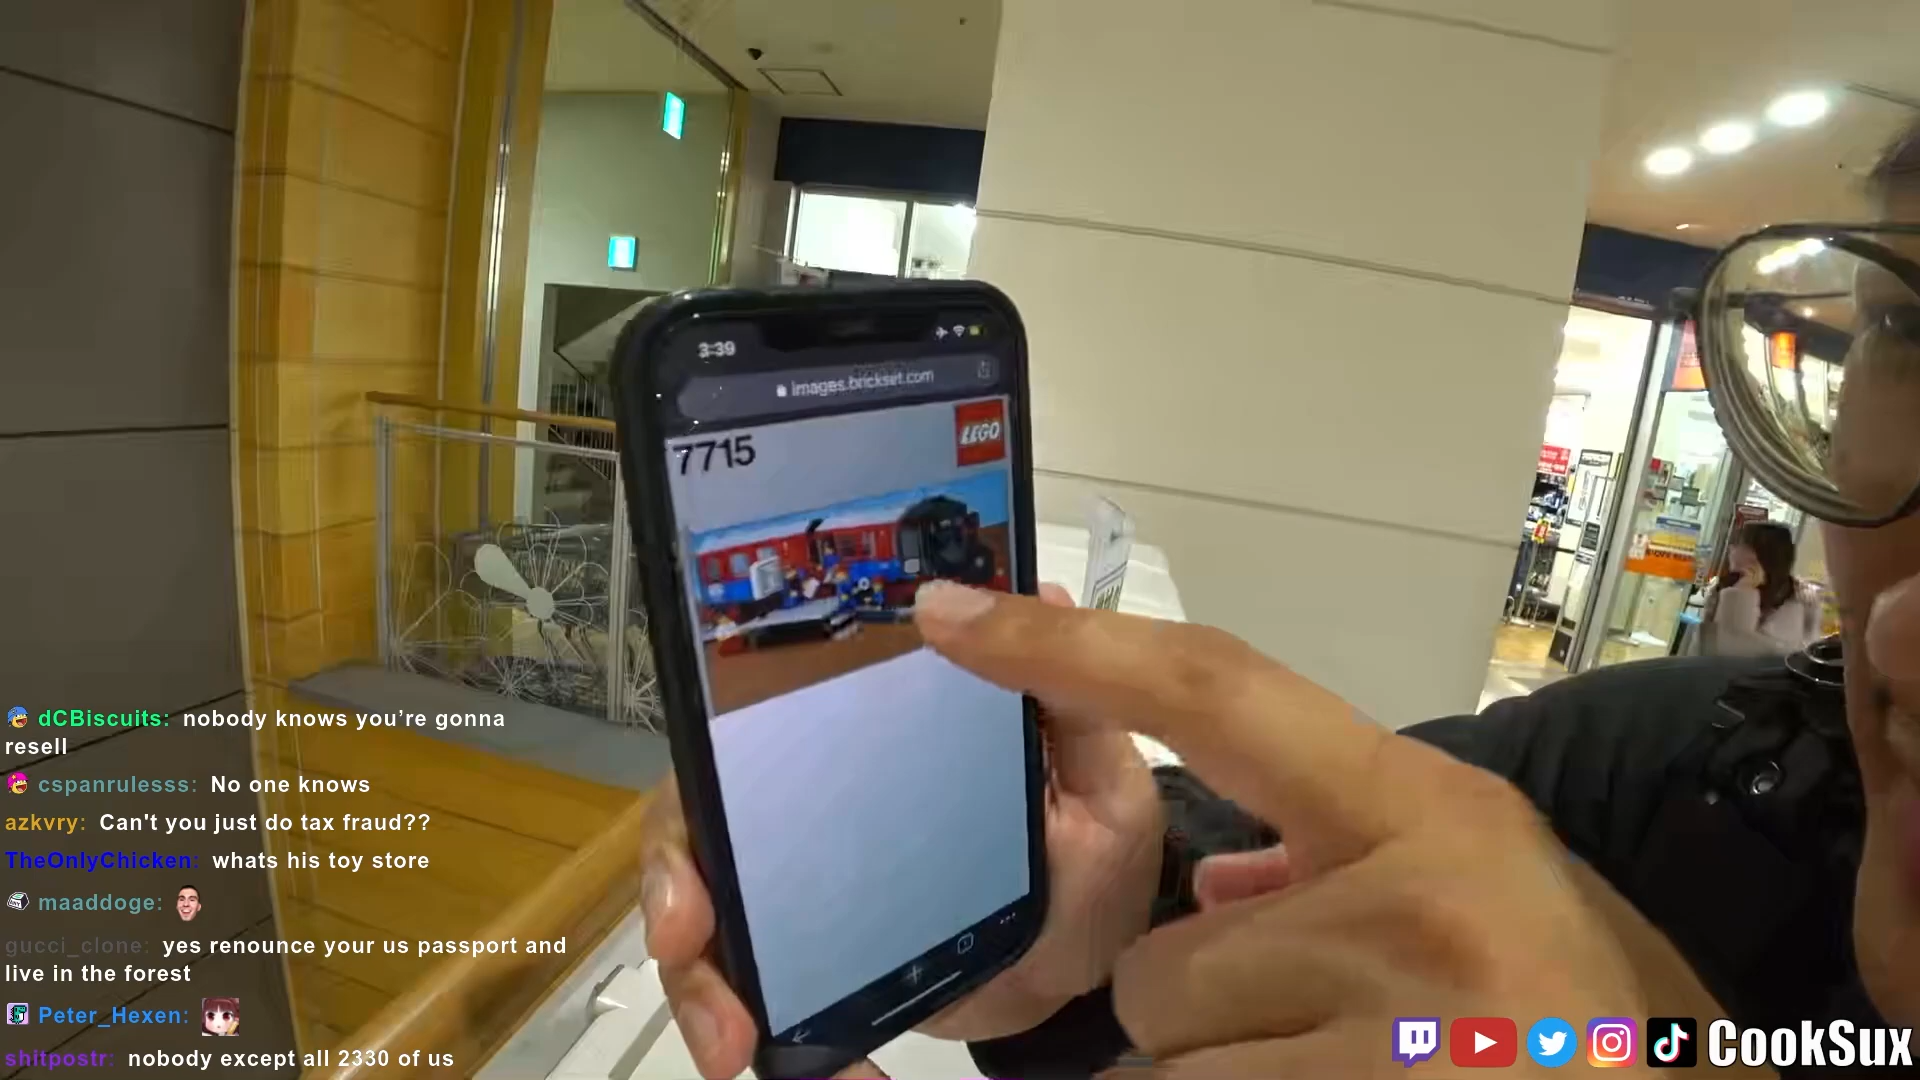 3:39
images.brickset.com
7715
LEGO
dCBiscuits: nobody knows you’re gonna
resell
cspanrulesss: No one knows
azkvry: Can't you just do tax fraud??
TheOnlyChicken: whats his toy store
maaddoge:
gucci_clone: yes renounce your us passport and
live in the forest
Peter_Hexen:
shitpostr: nobody except all 2330 of us
CookSux